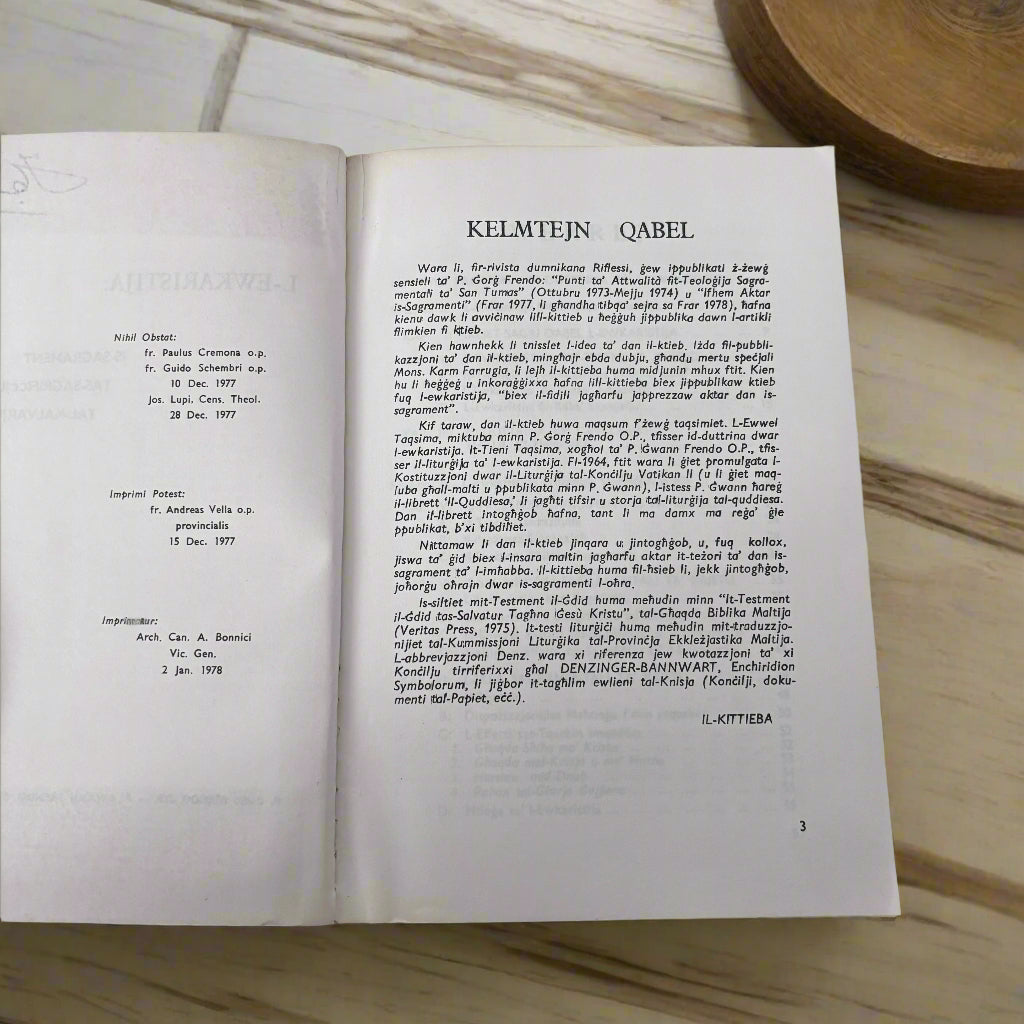 Nihil Obstat:
fr. Paulus Cremona o.p.
fr. Guido Schembri o.p.
10 Dec. 1977
Jos. Lupi. Cens. Theol.
28 Dec. 1977
Imprimi Potest:
fr. Andreas Vella o.p.
provincialis
15 Dec. 1977
Imprimatur:
Arch. Can. A. Bonnici
Vic. Gen.
2 Jan. 1978
KELMTEJN QABEL
Wara li, fir-rivista dumnikana Riflessi, ġew ippublikati ż-żewġ
sensieli ta' P. Ġorġ Frendo: "Punti ta' Attwalità fit-Teoloġija Sagra-
mentali ta' San Tumas" (Ottubru 1973-Mejju 1974) u "Ifhem Aktar
is-Sagramenti" (Frar 1977, li għandha tibqa' sejra sa Frar 1978), ħafna
kienu dawk li avviċinaw lill-kittieb u ħeġġuh jippublika dawn l-artikli
flimkien fi ktieb.
Kien hawnhekk li tnisslet l-idea ta' dan il-ktieb. Iżda fil-pubbli-
kazzjoni ta' dan il-ktieb, mingħajr ebda dubju, għandu mertu speċjali
Mons. Karm Farrugia, li lejh il-kittieba huma midjunin mhux ftit. Kien
hu li ħeġġeġ u inkoraġġixxa ħafna lill-kittieba biex jippublikaw ktieb
fuq l-ewkaristija, "biex il-fidili jagħarfu japprezzaw aktar dan is-
sagrament".
Kif taraw, dan il-ktieb huwa maqsum f'żewġ taqsimiet. L-Ewwel
Taqsima, miktuba minn P. Ġorġ Frendo O.P., tfisser id-duttrina dwar
l-ewkaristija. It-Tieni Taqsima, xogħol ta' P. Ġwann Frendo O.P., tfis-
ser il-liturġija ta' l-ewkaristija. Fl-1964, ftit wara li ġiet promulgata l-
Kostituzzjoni dwar il-Liturġija tal-Konċilju Vatikan II (u li ġiet maq-
luba għall-malti u ppublikata minn P. Ġwann), l-istess P. Ġwann ħareġ
il-librett 'Il-Quddiesa,' li jagħti tifsir u storja tal-liturġija tal-quddiesa.
Dan il-librett intogħġob ħafna, tant li ma damx ma reġa' ġie
ppublikat, b'xi tibdiliet.
Nittamaw li dan il-ktieb jinqara u jintogħġob, u, fuq kollox,
jiswa ta' ġid biex l-insara maltin jagħarfu aktar it-teżori ta' dan is-
sagrament ta' l-imħabba. Il-kittieba huma fil-ħsieb li, jekk jintogħġob,
joħorġu oħrajn dwar is-sagramenti l-oħra.
Is-siltiet mit-Testment il-Ġdid huma meħudin minn "It-Testment
il-Ġdid tas-Salvatur Tagħna Ġesù Kristu", tal-Għaqda Biblika Maltija
(Veritas Press, 1975). It-testi liturġiċi huma meħudin mit-traduzzjo-
nijiet tal-Kummissjoni Liturġika tal-Provinċja Ekkleżjastika Maltija.
L-abbrevjazzjoni Denz. wara xi riferenza jew kwotazzjoni ta' xi
Konċilju tirriferixxi għal DENZINGER-BANNWART, Enchiridion
Symbolorum, li jiġbor it-tagħlim ewlieni tal-Knisja (Konċilji, doku-
menti tal-Papiet, eċċ.).
IL-KITTIEBA
3